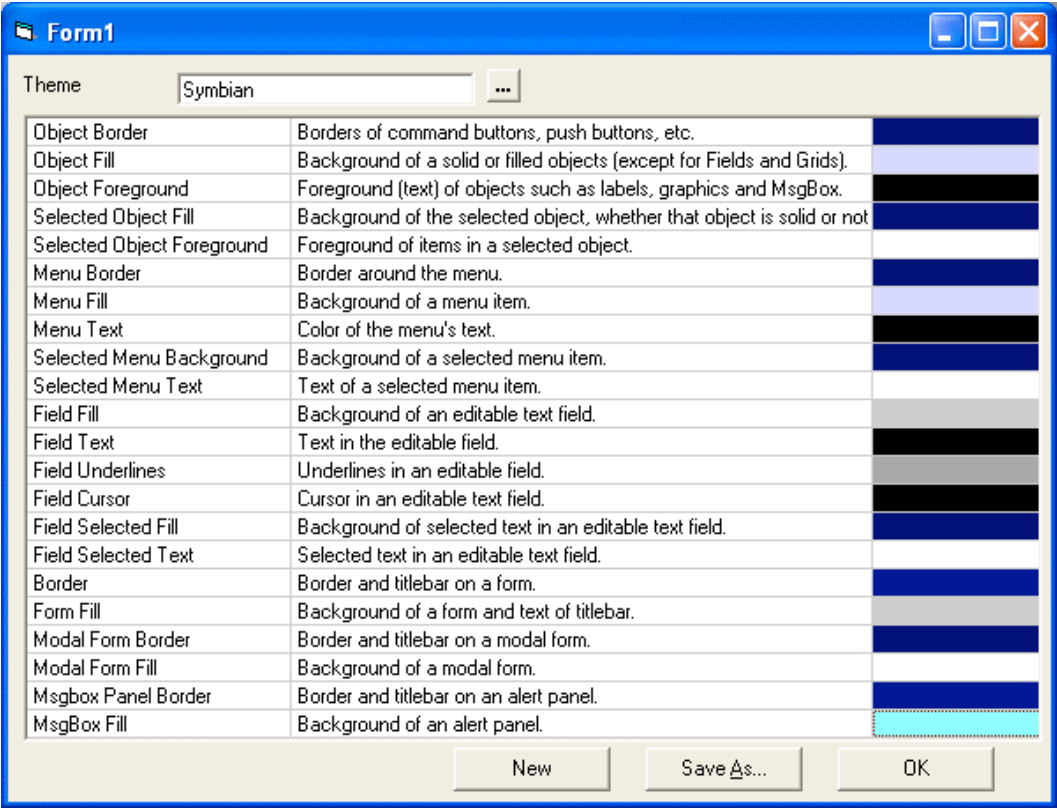 Form1
Theme Symbian ...
Object Border Borders of command buttons, push buttons, etc.
Object Fill Background of a solid or filled objects (except for Fields and Grids).
Object Foreground Foreground (text) of objects such as labels, graphics and MsgBox.
Selected Object Fill Background of the selected object, whether that object is solid or not
Selected Object Foreground Foreground of items in a selected object.
Menu Border Border around the menu.
Menu Fill Background of a menu item.
Menu Text Color of the menu's text.
Selected Menu Background Background of a selected menu item.
Selected Menu Text Text of a selected menu item.
Field Fill Background of an editable text field.
Field Text Text in the editable field.
Field Underlines Underlines in an editable field.
Field Cursor Cursor in an editable text field.
Field Selected Fill Background of selected text in an editable text field.
Field Selected Text Selected text in an editable text field.
Border Border and titlebar on a form.
Form Fill Background of a form and text of titlebar.
Modal Form Border Border and titlebar on a modal form.
Modal Form Fill Background of a modal form.
Msgbox Panel Border Border and titlebar on an alert panel.
MsgBox Fill Background of an alert panel.
New Save As... OK